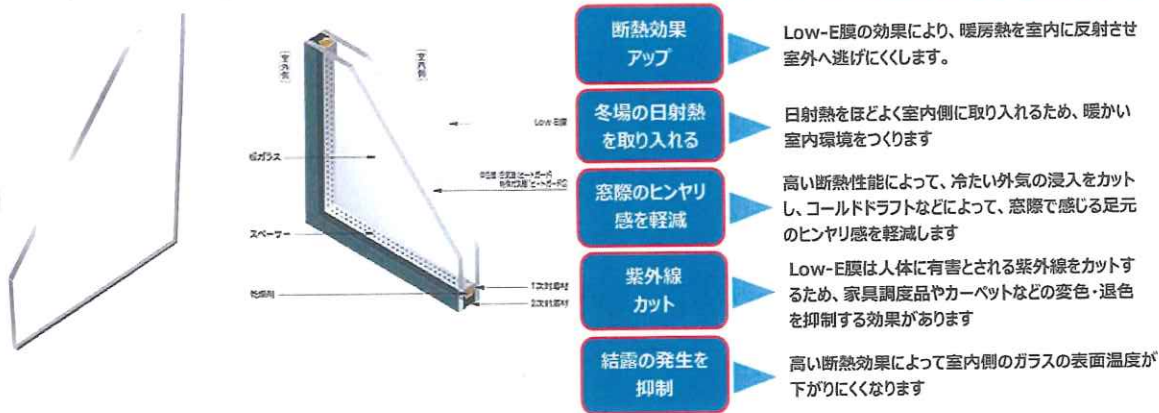 [室外側]
[室内側]
Low-E膜
板ガラス
スペーサー
乾燥剤
1次封着材
2次封着材
断熱効果
アップ
Low-E膜の効果により、暖房熱を室内に反射させ
室外へ逃げにくくします。
冬場の日射熱
を取り入れる
日射熱をほどよく室内側に取り入れるため、暖かい
室内環境をつくります
窓際のヒンヤリ
感を軽減
高い断熱性能によって、冷たい外気の浸入をカット
し、コールドドラフトなどによって、窓際で感じる足元
のヒンヤリ感を軽減します
紫外線
カット
Low-E膜は人体に有害とされる紫外線をカットす
るため、家具調度品やカーペットなどの変色・退色
を抑制する効果があります
結露の発生を
抑制
高い断熱効果によって室内側のガラスの表面温度が
下がりにくくなります